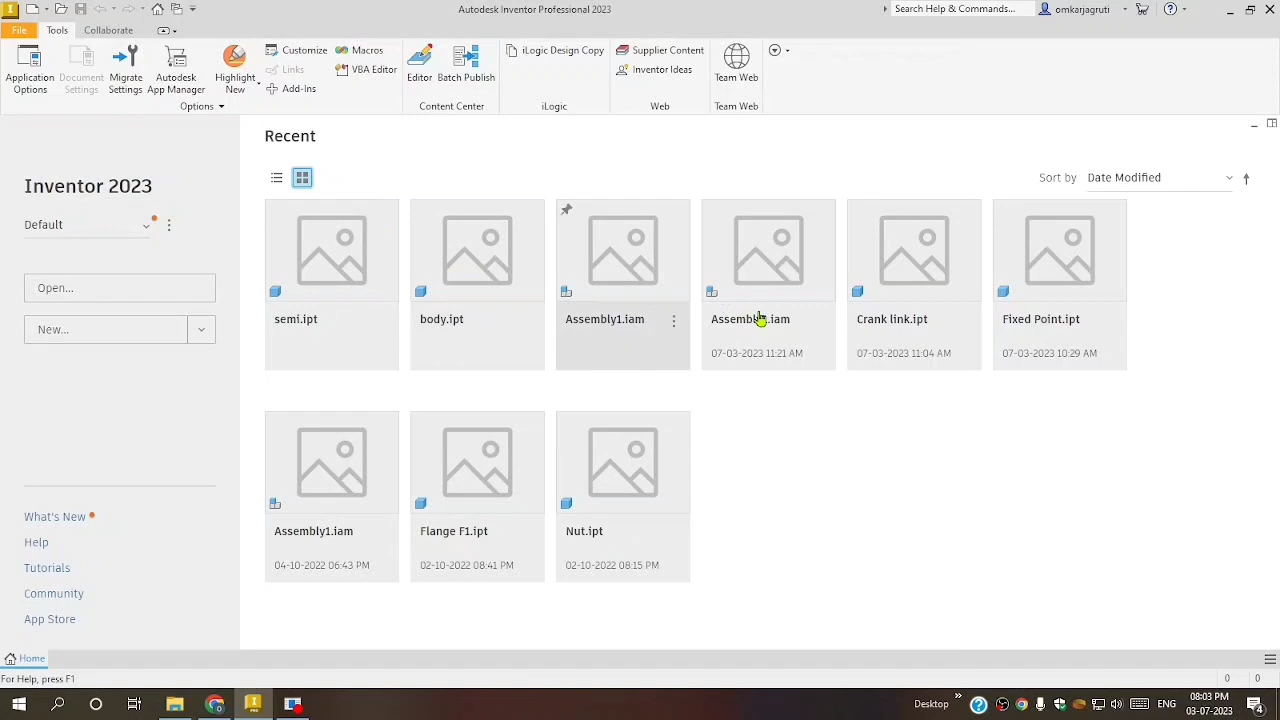 Autodesk Inventor Professional 2023
Search Help & Commands...
omkarjagruti
File
Tools
Collaborate
Application Options
Document Settings
Migrate Settings
Autodesk App Manager
Highlight New
Customize
Links
Add-Ins
Macros
VBA Editor
Options
Editor
Batch Publish
Content Center
iLogic Design Copy
iLogic
Supplier Content
Inventor Ideas
Web
Team Web
Team Web
Recent
Inventor 2023
Default
Open...
New...
What's New
Help
Tutorials
Community
App Store
Sort by
Date Modified
semi.ipt
body.ipt
Assembly1.iam
.iam
07-03-2023 11:21 AM
Crank link.ipt
07-03-2023 11:04 AM
Fixed Point.ipt
07-03-2023 10:29 AM
Assembly1.iam
04-10-2022 06:43 PM
Flange F1.ipt
02-10-2022 08:41 PM
Nut.ipt
02-10-2022 08:15 PM
Home
For Help, press F1
0
0
PRO
Desktop
ENG
08:03 PM
03-07-2023
4